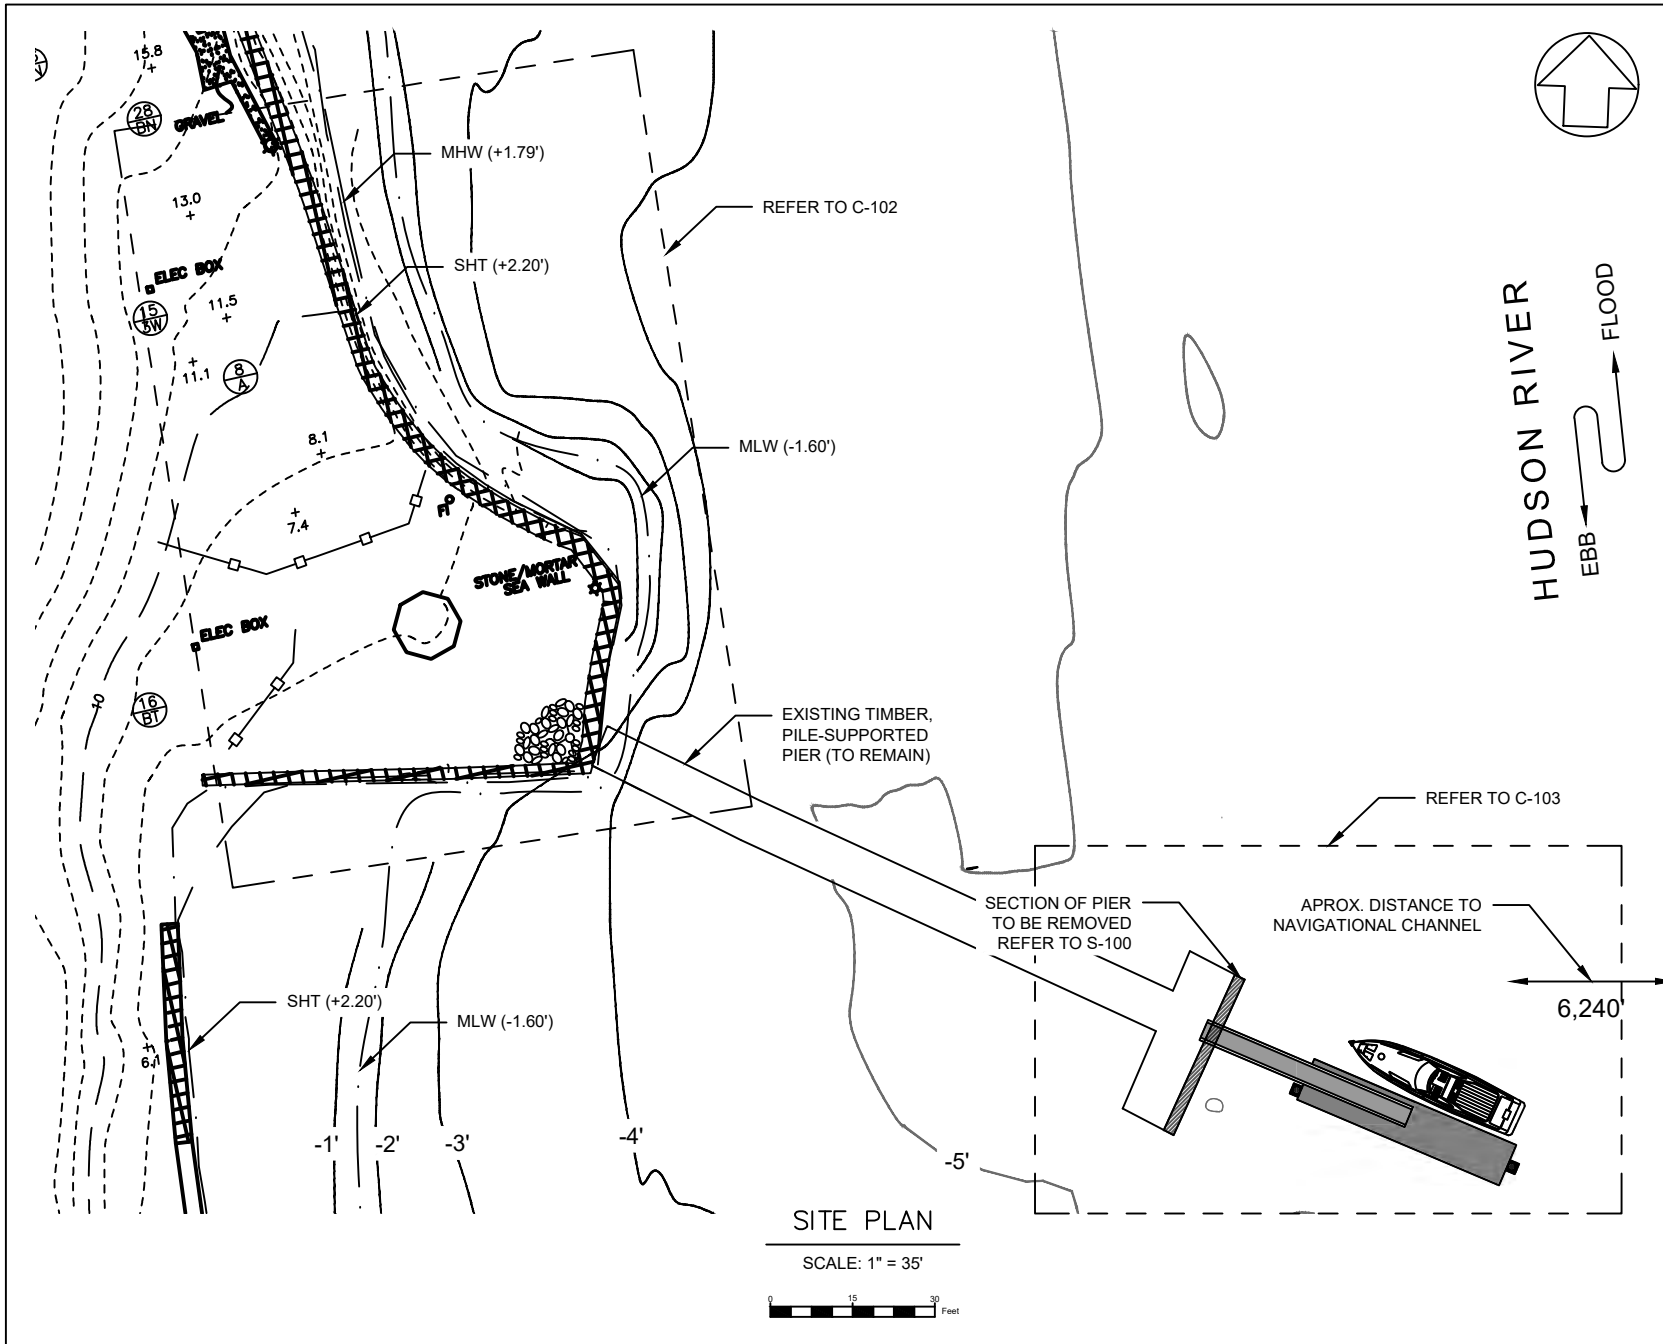 15.8
28
BN
GRAVEL
MHW (+1.79')
13.0
REFER TO C-102
SHT (+2.20')
ELEC BOX
11.5
15
3W
11.1
8
A
8.1
MLW (-1.60')
7.4
FP
STONE/MORTAR
SEA WALL
ELEC BOX
10
16
BT
HUDSON RIVER
FLOOD
EBB
EXISTING TIMBER,
PILE-SUPPORTED
PIER (TO REMAIN)
REFER TO C-103
SECTION OF PIER
TO BE REMOVED
REFER TO S-100
APROX. DISTANCE TO
NAVIGATIONAL CHANNEL
6,240'
SHT (+2.20')
MLW (-1.60')
6.1
-1'
-2'
-3'
-4'
-5'
SITE PLAN
SCALE: 1" = 35'
0 15 30
Feet